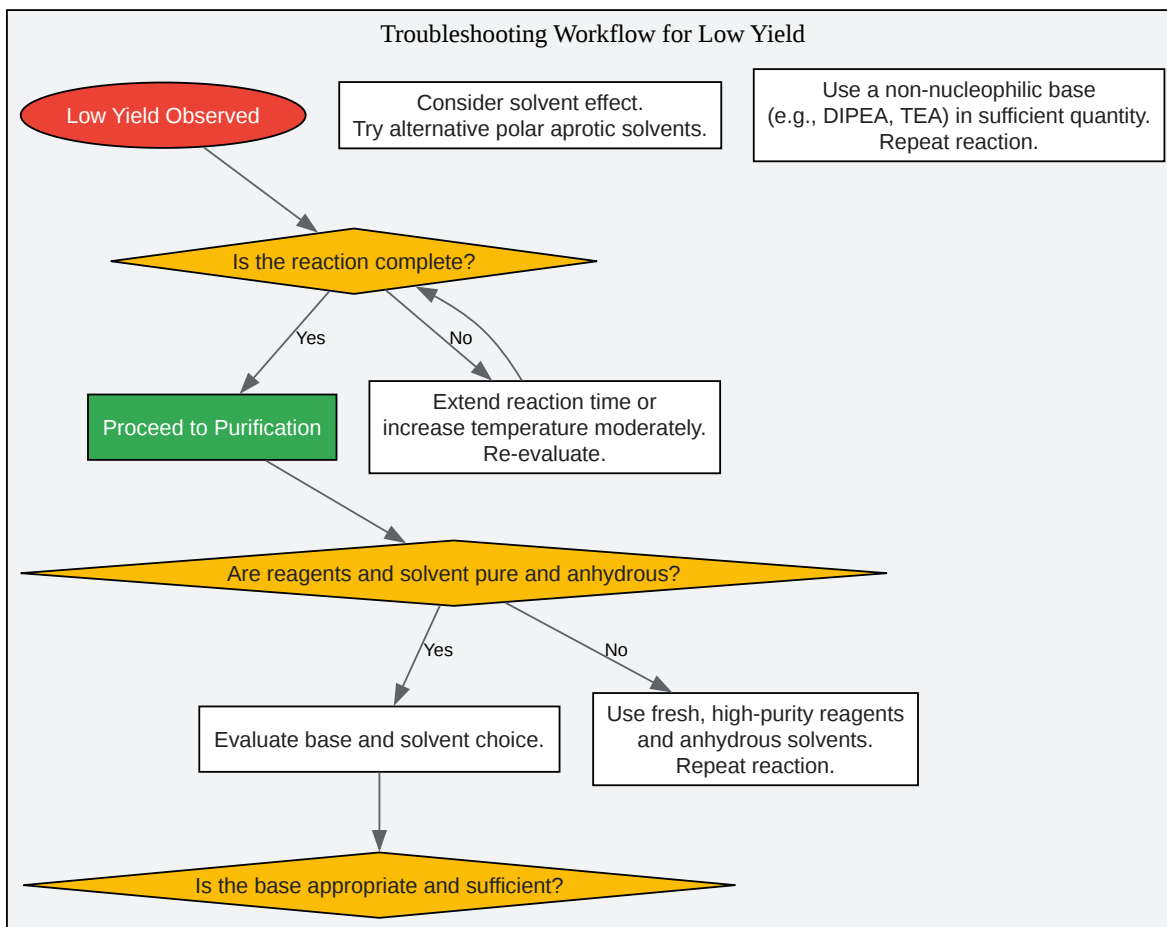 Troubleshooting Workflow for Low Yield
Low Yield Observed
Consider solvent effect.
Try alternative polar aprotic solvents.
Use a non-nucleophilic base
(e.g., DIPEA, TEA) in sufficient quantity.
Repeat reaction.
Is the reaction complete?
Yes
No
Proceed to Purification
Extend reaction time or
increase temperature moderately.
Re-evaluate.
Are reagents and solvent pure and anhydrous?
Yes
No
Evaluate base and solvent choice.
Use fresh, high-purity reagents
and anhydrous solvents.
Repeat reaction.
Is the base appropriate and sufficient?